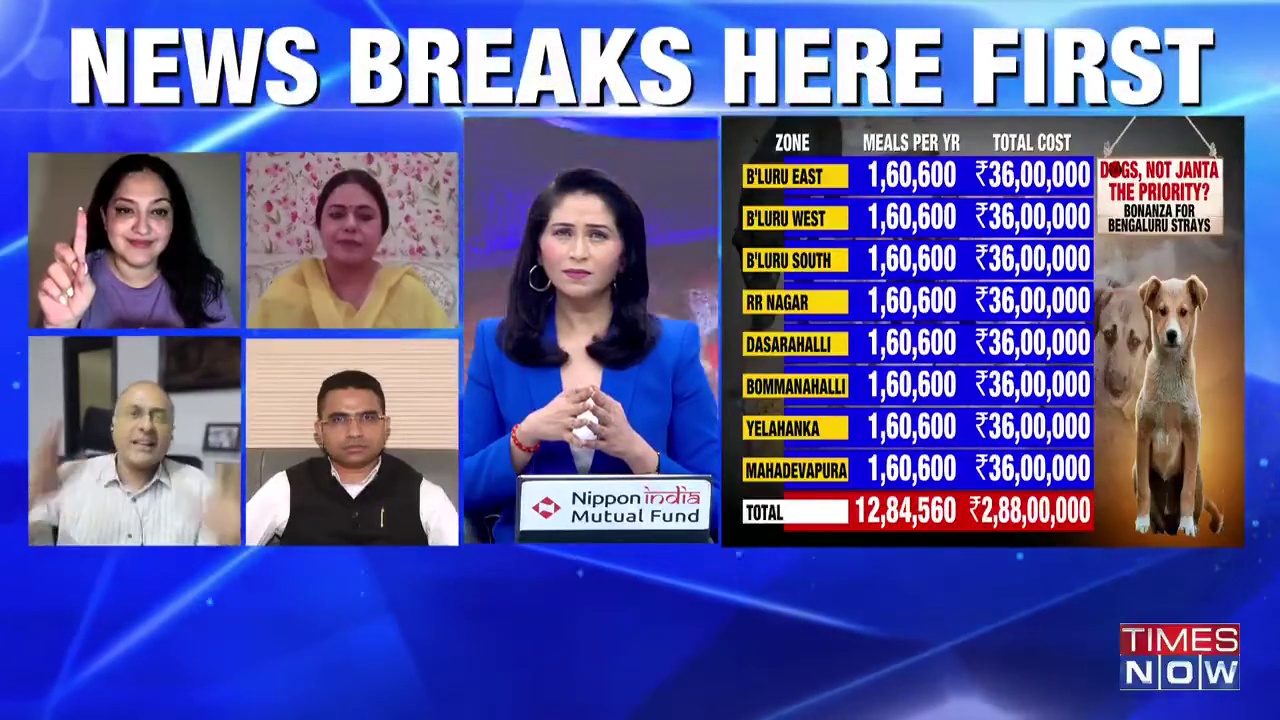 NEWS BREAKS HERE FIRST
ZONE MEALS PER YR TOTAL COST
B'LURU EAST 1,60,600 ₹36,00,000
B'LURU WEST 1,60,600 ₹36,00,000
B'LURU SOUTH 1,60,600 ₹36,00,000
RR NAGAR 1,60,600 ₹36,00,000
DASARAHALLI 1,60,600 ₹36,00,000
BOMMANAHALLI 1,60,600 ₹36,00,000
YELAHANKA 1,60,600 ₹36,00,000
MAHADEVAPURA 1,60,600 ₹36,00,000
TOTAL 12,84,560 ₹2,88,00,000
DOGS, NOT JANTA
THE PRIORITY?
BONANZA FOR
BENGALURU STRAYS
Nippon india
Mutual Fund
TIMES
NOW